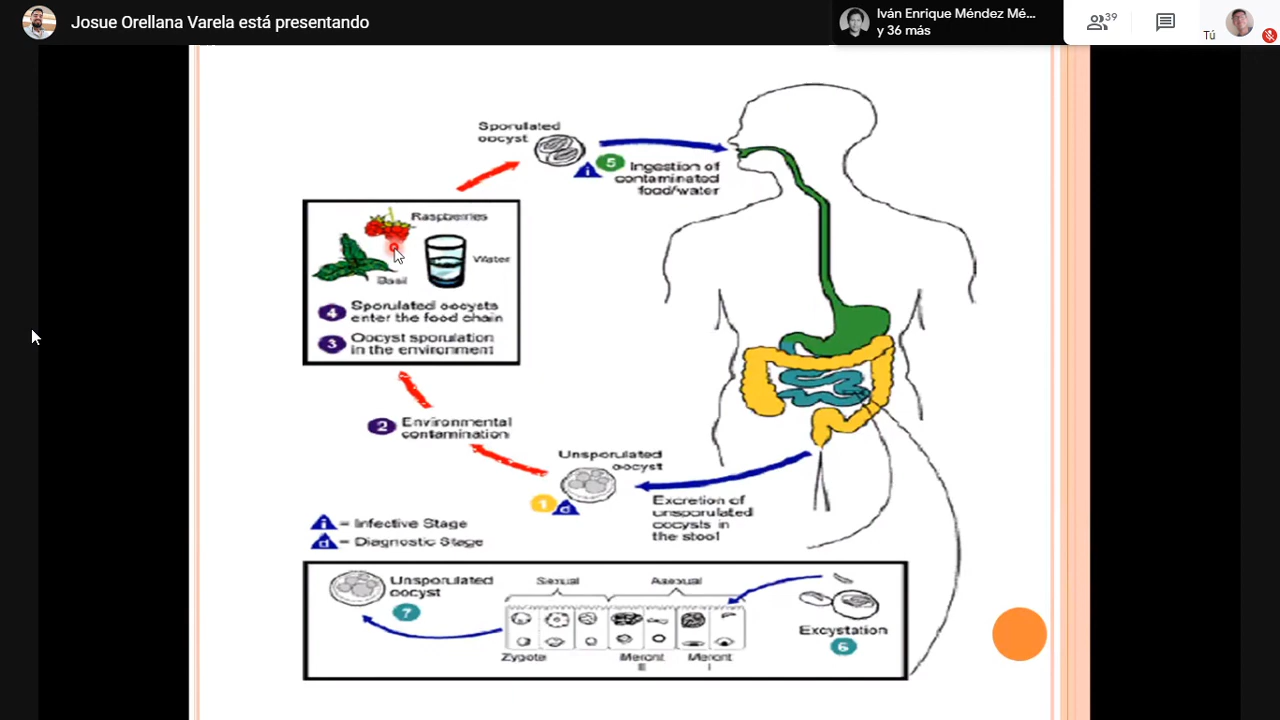 Josue Orellana Varela está presentando
Iván Enrique Méndez Mé...
y 36 más
39
Tú
Sporulated
oocyst
i
5
Ingestion of
contaminated
food/water
Raspberries
Water
Basil
4 Sporulated oocysts
enter the food chain
3 Oocyst sporulation
in the environment
2 Environmental
contamination
Unsporulated
oocyst
1
d
Excretion of
unsporulated
oocysts in
the stool
i = Infective Stage
d = Diagnostic Stage
Unsporulated
oocyst
7
Sexual
Asexual
Zygote
Meront
II
Meront
I
Excystation
6